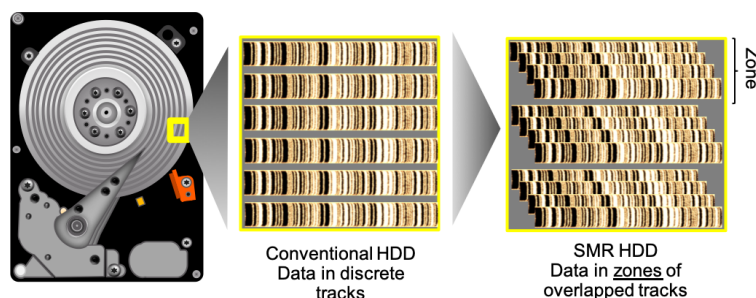 Zone
Conventional HDD
Data in discrete
tracks
SMR HDD
Data in zones of
overlapped tracks